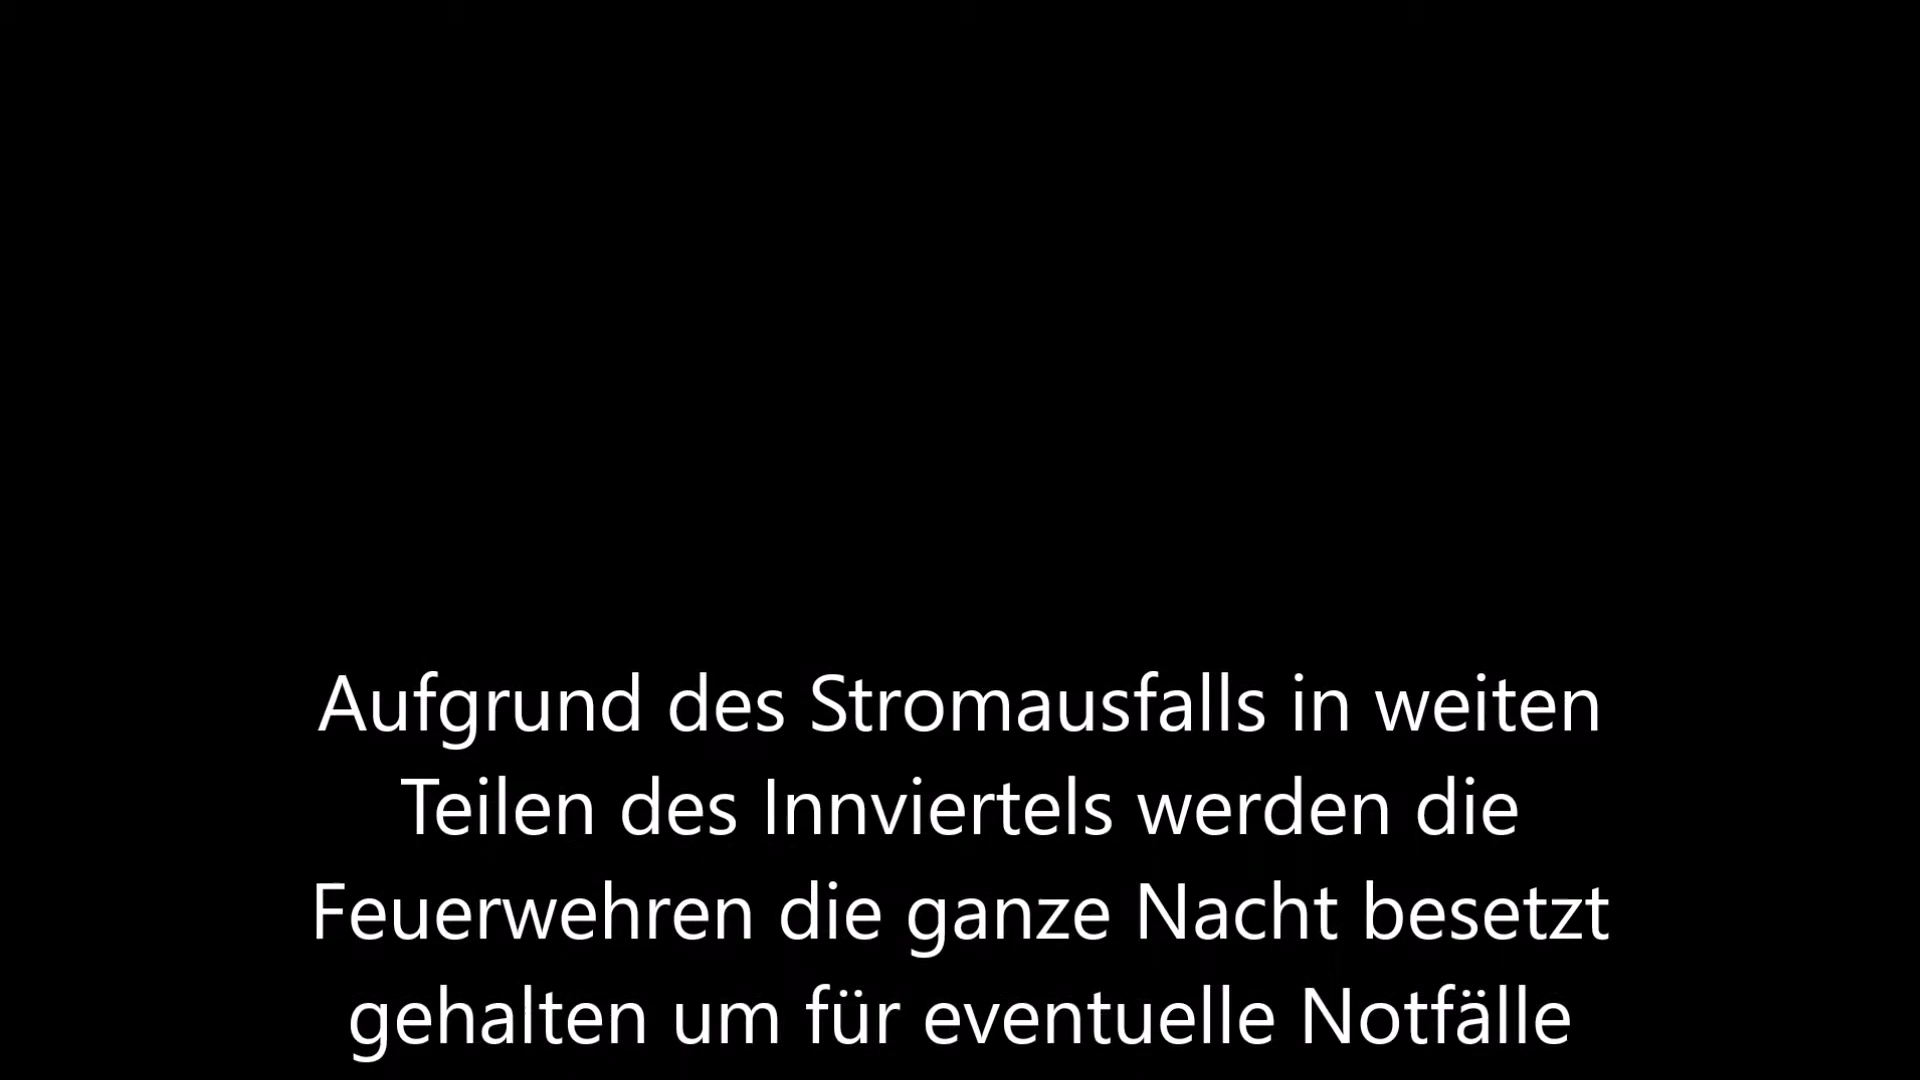 Aufgrund des Stromausfalls in weiten
Teilen des Innviertels werden die
Feuerwehren die ganze Nacht besetzt
gehalten um für eventuelle Notfälle